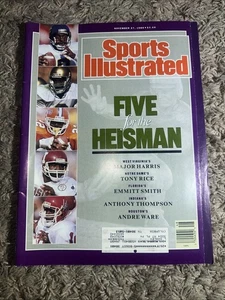 Sports
Illustrated
FIVE
for the
HEISMAN
WEST VIRGINIA'S
MAJOR HARRIS
NOTRE DAME'S
TONY RICE
FLORIDA'S
EMMITT SMITH
INDIANA'S
ANTHONY THOMPSON
HOUSTON'S
ANDRE WARE